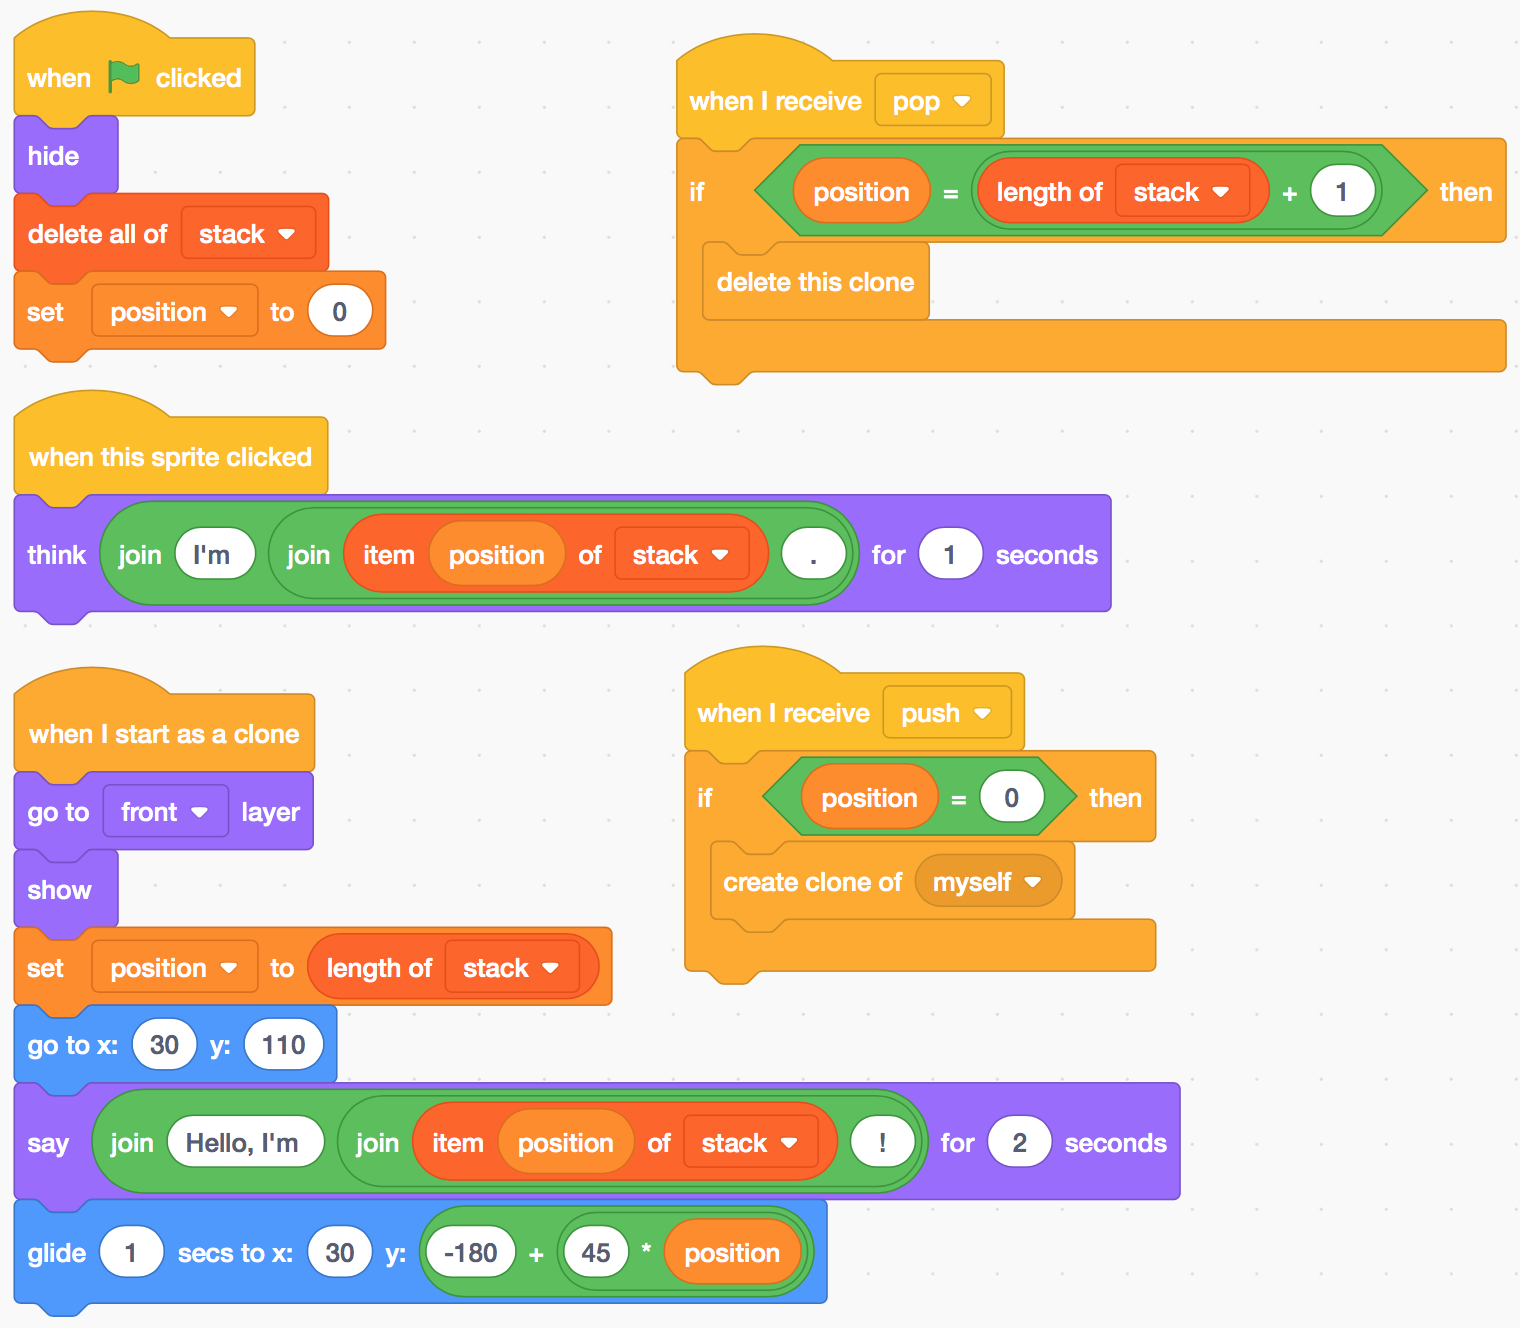 when clicked
hide
delete all of stack
set position to 0
when I receive pop
if position = length of stack + 1 then
delete this clone
when this sprite clicked
think join I'm join item position of stack . for 1 seconds
when I start as a clone
go to front layer
show
set position to length of stack
go to x: 30 y: 110
say join Hello, I'm join item position of stack ! for 2 seconds
glide 1 secs to x: 30 y: -180 + 45 * position
when I receive push
if position = 0 then
create clone of myself